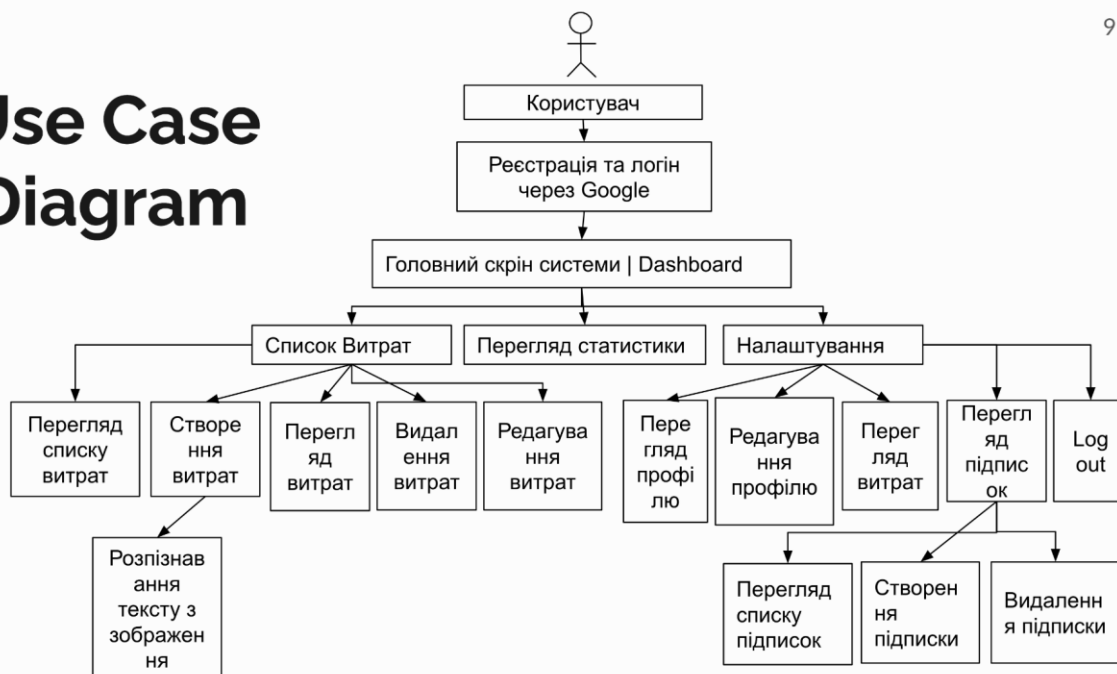 9
Use Case
Diagram
Користувач
Реєстрація та логін
через Google
Головний скрін системи | Dashboard
Список Витрат
Перегляд статистики
Налаштування
Перегляд
списку
витрат
Створе
ння
витрат
Перегл
яд
витрат
Видал
ення
витрат
Редагува
ння
витрат
Пере
гляд
профі
лю
Редагува
ння
профілю
Перег
ляд
витрат
Перегл
яд
підпис
ок
Log
out
Розпізнав
ання
тексту з
зображен
ня
Перегляд
списку
підписок
Створен
ня
підписки
Видаленн
я підписки